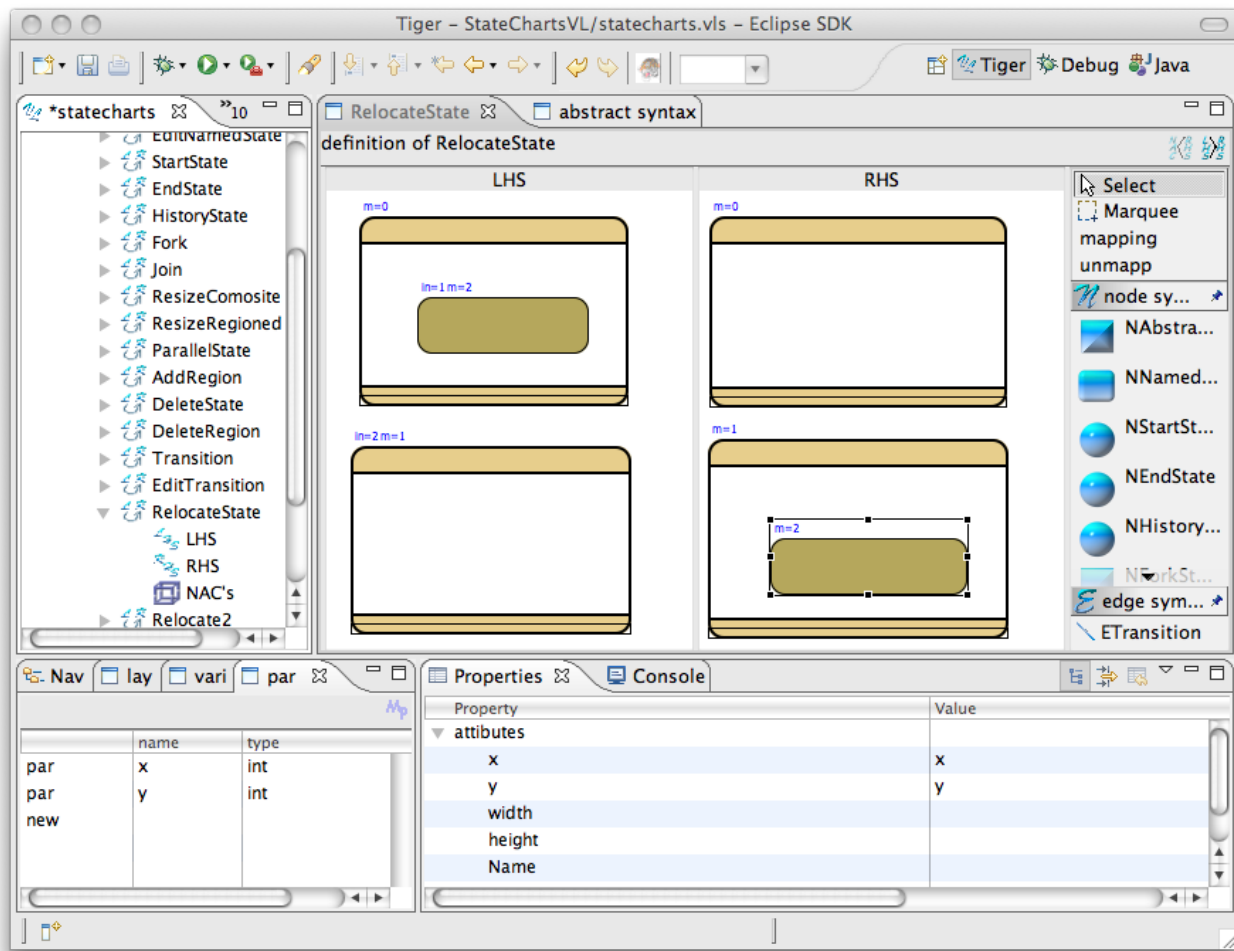 Tiger – StateChartsVL/statecharts.vls – Eclipse SDK
Tiger Debug Java
*statecharts »10
EditNamedState
StartState
EndState
HistoryState
Fork
Join
ResizeComosite
ResizeRegioned
ParallelState
AddRegion
DeleteState
DeleteRegion
Transition
EditTransition
RelocateState
LHS
RHS
NAC's
Relocate2
RelocateState abstract syntax
definition of RelocateState
LHS RHS
m=0 m=0
in=1 m=2
in=2 m=1 m=1
m=2
Select
Marquee
mapping
unmapp
node sy...
NAbstra...
NNamed...
NStartSt...
NEndState
NHistory...
NForkSt...
edge sym...
ETransition
Nav lay vari par
name type
par x int
par y int
new
Properties Console
Property Value
attibutes
x x
y y
width
height
Name